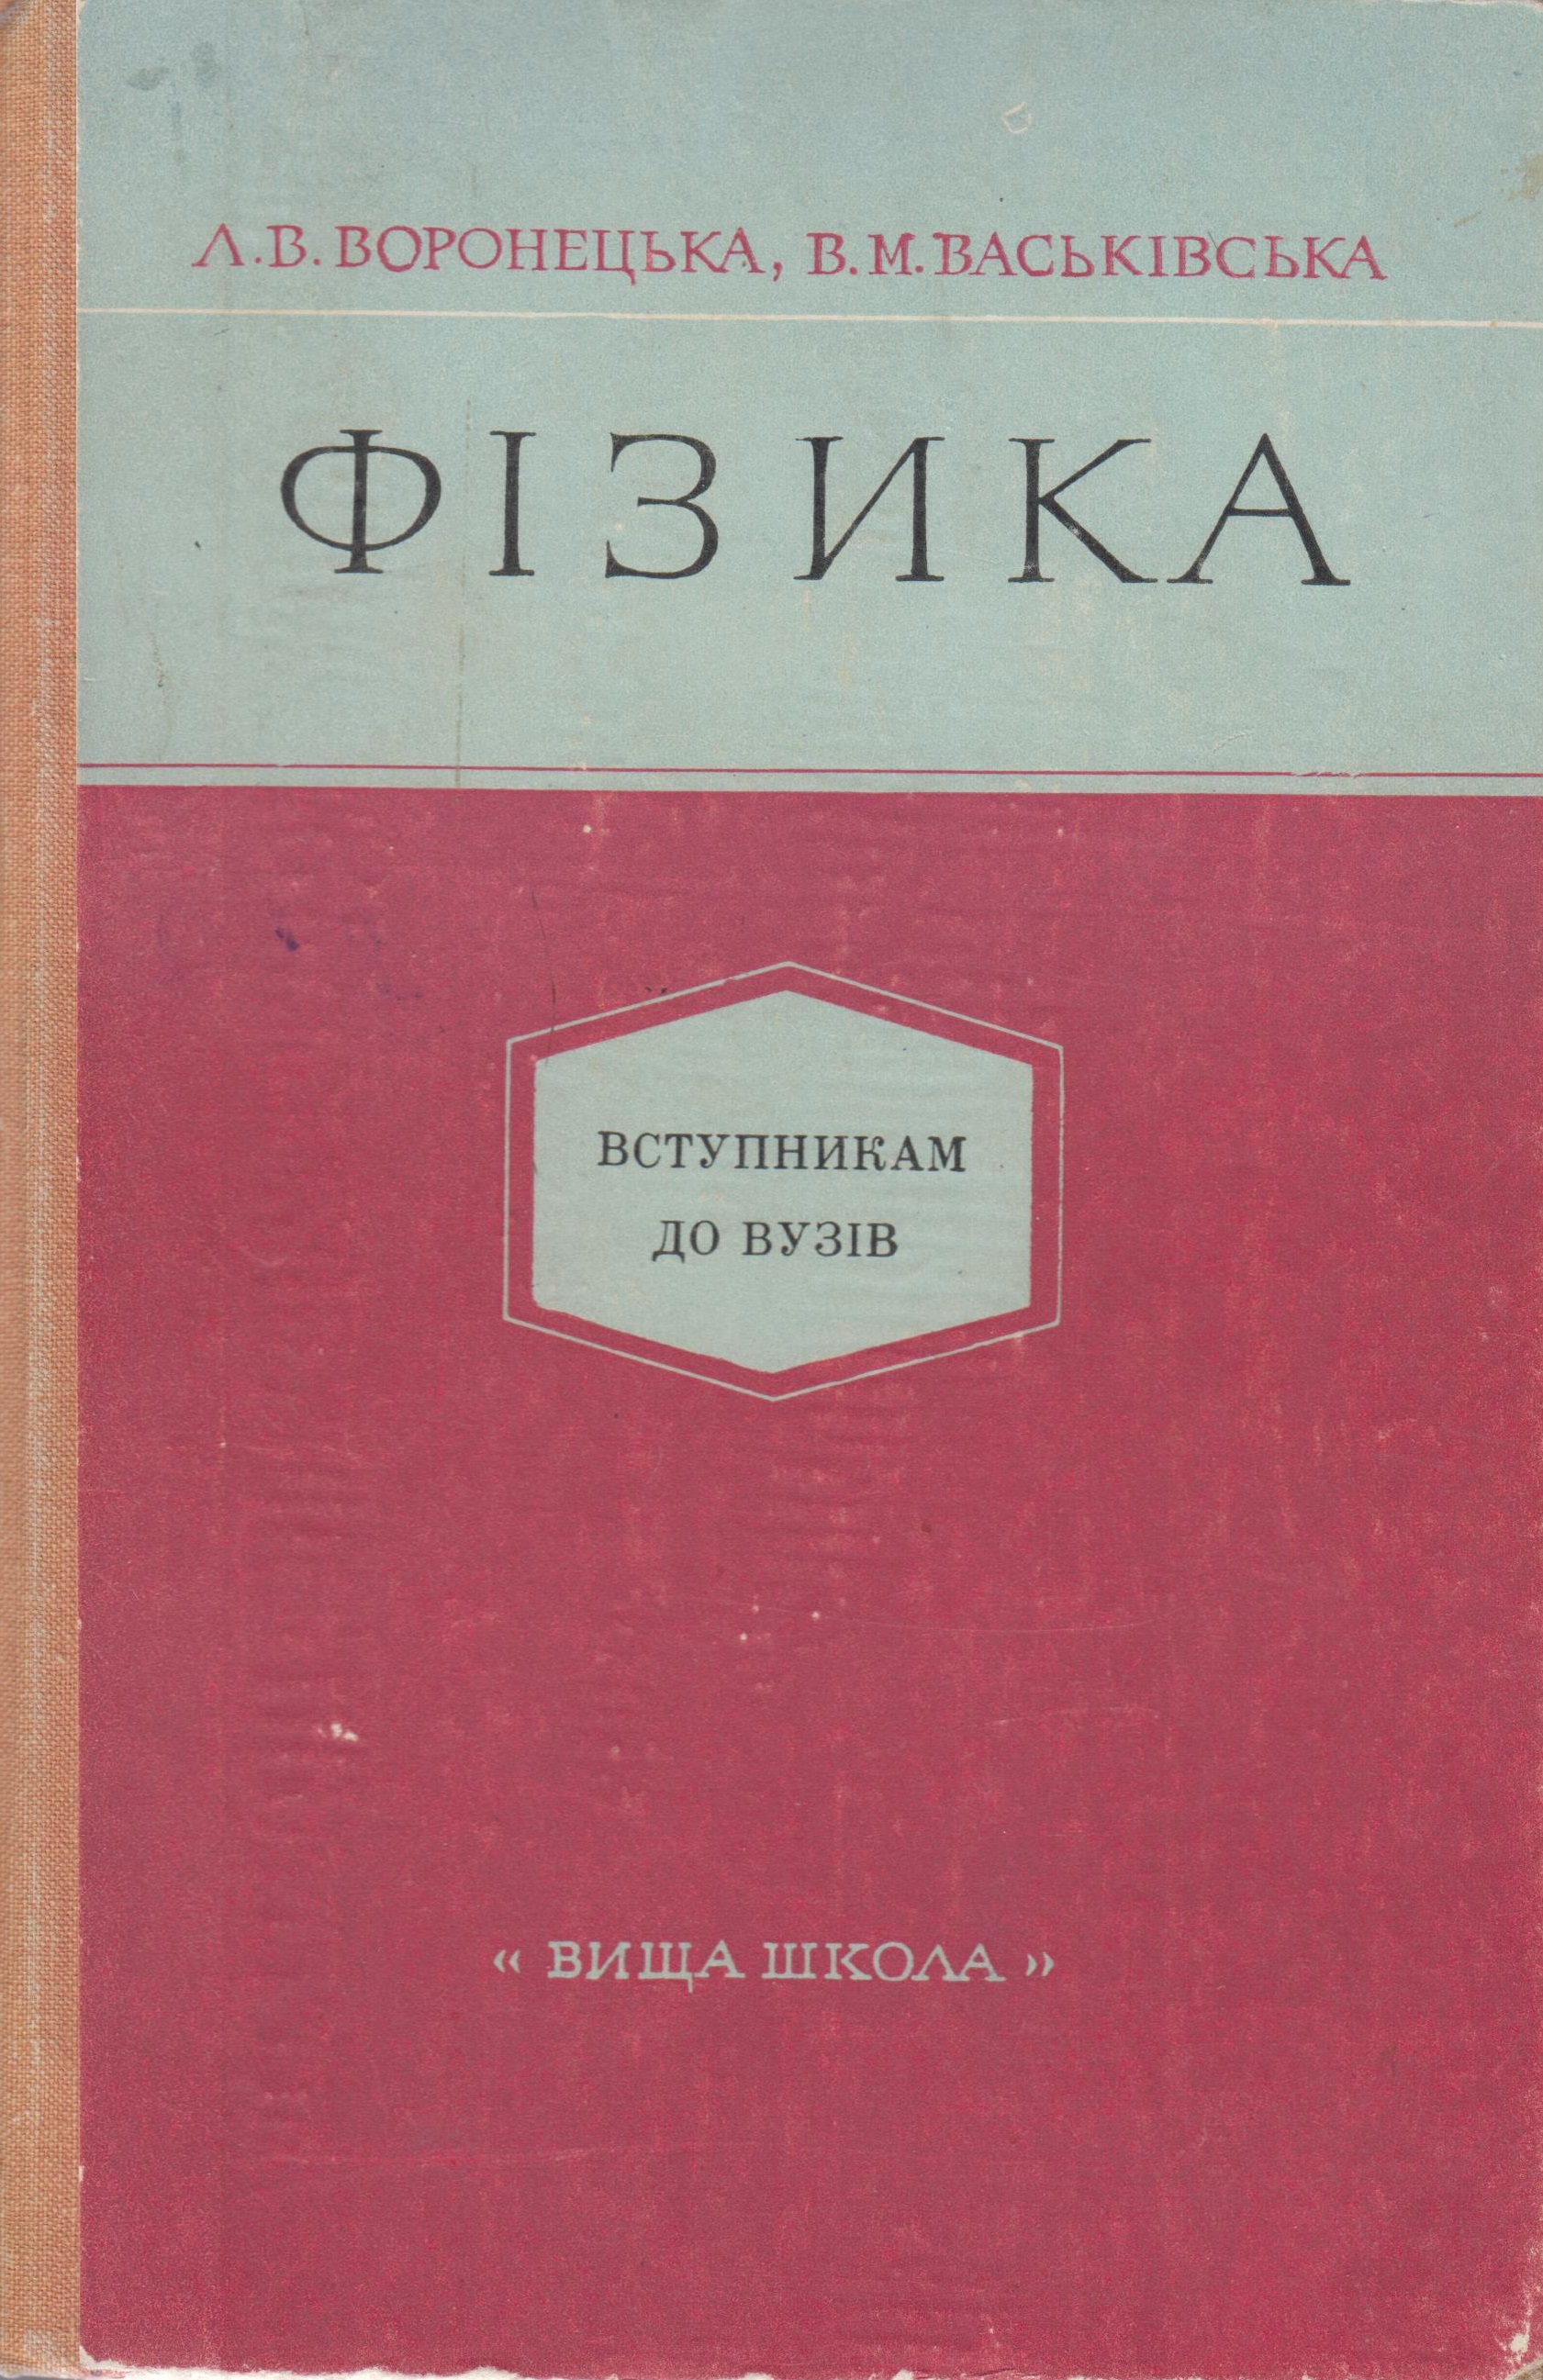 Л.В. ВОРОНЕЦЬКА, В.М. ВАСЬКІВСЬКА
ФІЗИКА
ВСТУПНИКАМ
ДО ВУЗІВ
« ВИЩА ШКОЛА »